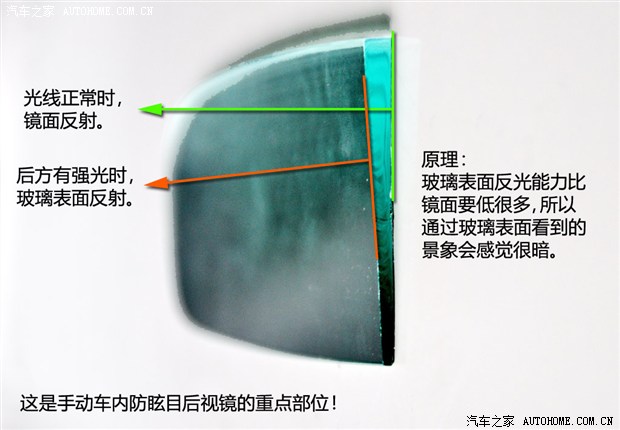 汽车之家 AUTOHOME.COM.CN
光线正常时，
镜面反射。
后方有强光时，
玻璃表面反射。
原理：
玻璃表面反光能力比
镜面要低很多，所以
通过玻璃表面看到的
景象会感觉很暗。
这是手动车内防眩目后视镜的重点部位！
汽车之家 AUTOHOME.COM.CN